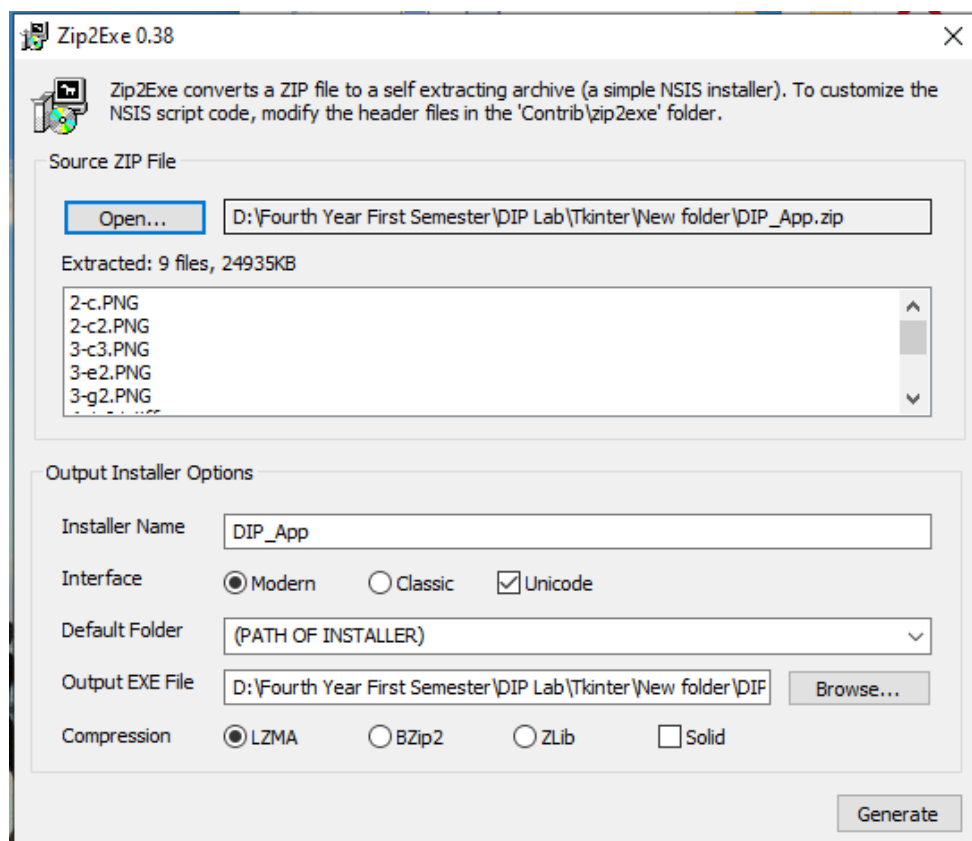 Zip2Exe 0.38
Zip2Exe converts a ZIP file to a self extracting archive (a simple NSIS installer). To customize the
NSIS script code, modify the header files in the 'Contrib\zip2exe' folder.
Source ZIP File
Open...
D:\Fourth Year First Semester\DIP Lab\Tkinter\New folder\DIP_App.zip
Extracted: 9 files, 24935KB
2-c.PNG
2-c2.PNG
3-c3.PNG
3-e2.PNG
3-g2.PNG
Output Installer Options
Installer Name
DIP_App
Interface
Modern
Classic
Unicode
Default Folder
(PATH OF INSTALLER)
Output EXE File
D:\Fourth Year First Semester\DIP Lab\Tkinter\New folder\DIP
Browse...
Compression
LZMA
BZip2
ZLib
Solid
Generate